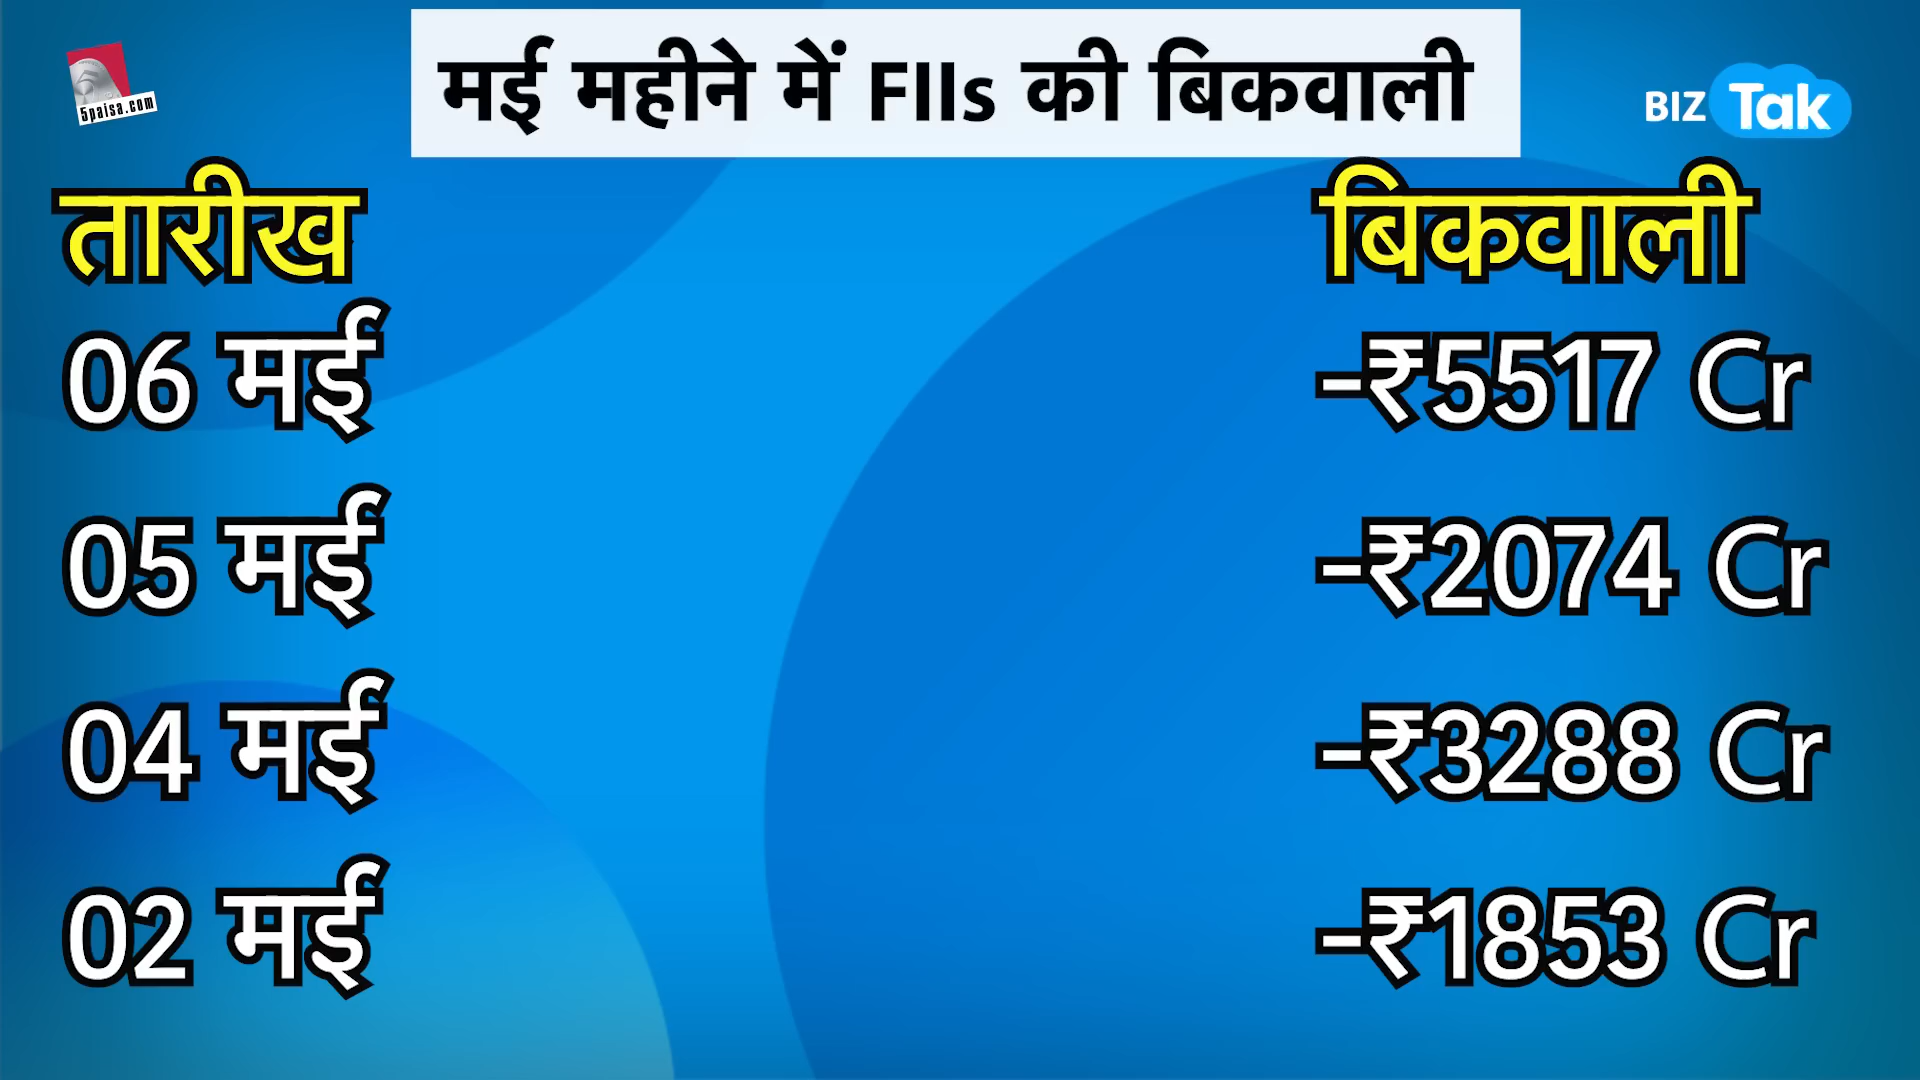 5paisa.com
मई महीने में FIIs की बिकवाली
BIZ Tak
तारीख बिकवाली
06 मई -₹5517 Cr
05 मई -₹2074 Cr
04 मई -₹3288 Cr
02 मई -₹1853 Cr